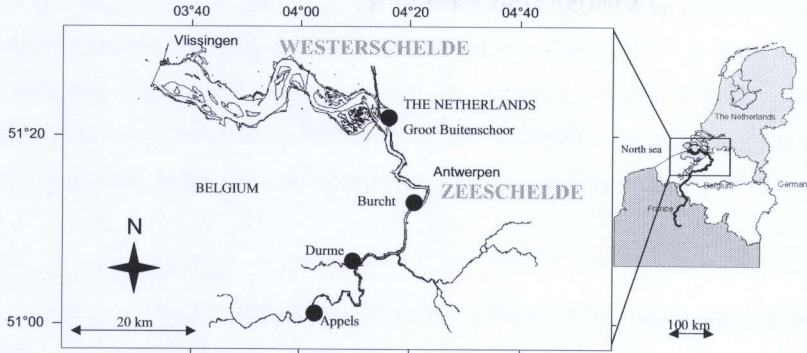 03°40 04°00 04°20 04°40
Vlissingen
WESTERSCHELDE
THE NETHERLANDS
Groot Buitenschoor
51°20
Antwerpen
BELGIUM
ZEESCHELDE
Burcht
N
Durme
51°00
20 km
Appels
The Netherlands
North sea
Belgium
German
France
100 km